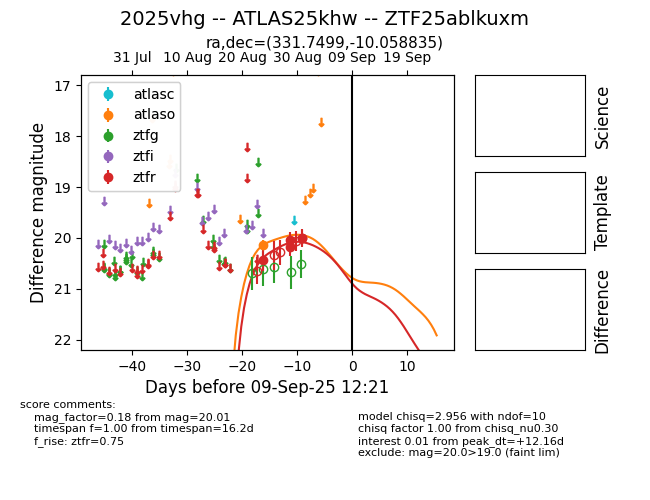 2025vhg -- ATLAS25khw -- ZTF25ablkuxm
ra,dec=(331.7499,-10.058835)
31 Jul 10 Aug 20 Aug 30 Aug 09 Sep 19 Sep
17
18
19
20
21
22
Difference magnitude
atlasc
atlaso
ztfg
ztfi
ztfr
−40 −30 −20 −10 0 10
Days before 09-Sep-25 12:21
Science
Template
Difference
score comments:
mag_factor=0.18 from mag=20.01
timespan f=1.00 from timespan=16.2d
f_rise: ztfr=0.75
model chisq=2.956 with ndof=10
chisq factor 1.00 from chisq_nu0.30
interest 0.01 from peak_dt=+12.16d
exclude: mag=20.0>19.0 (faint lim)